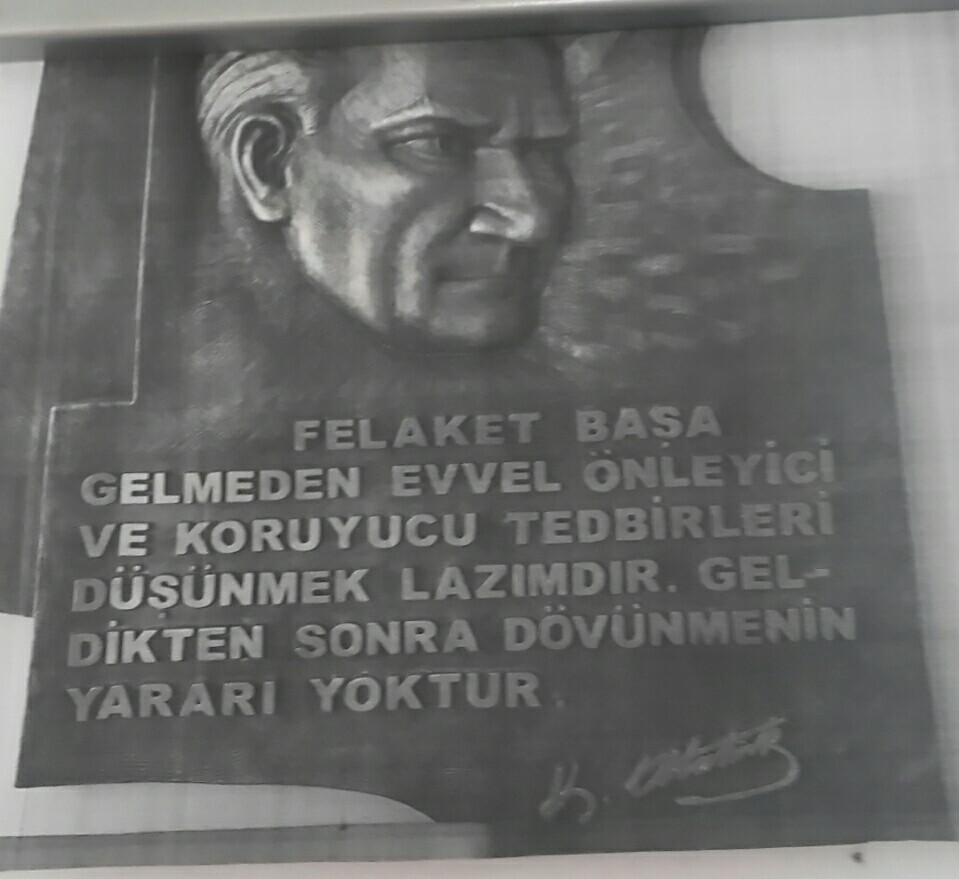 FELAKET BAŞA
GELMEDEN EVVEL ÖNLEYİCİ
VE KORUYUCU TEDBİRLERİ
DÜŞÜNMEK LAZIMDIR. GEL-
DİKTEN SONRA DÖVÜNMENİN
YARARI YOKTUR.
K. Atatürk